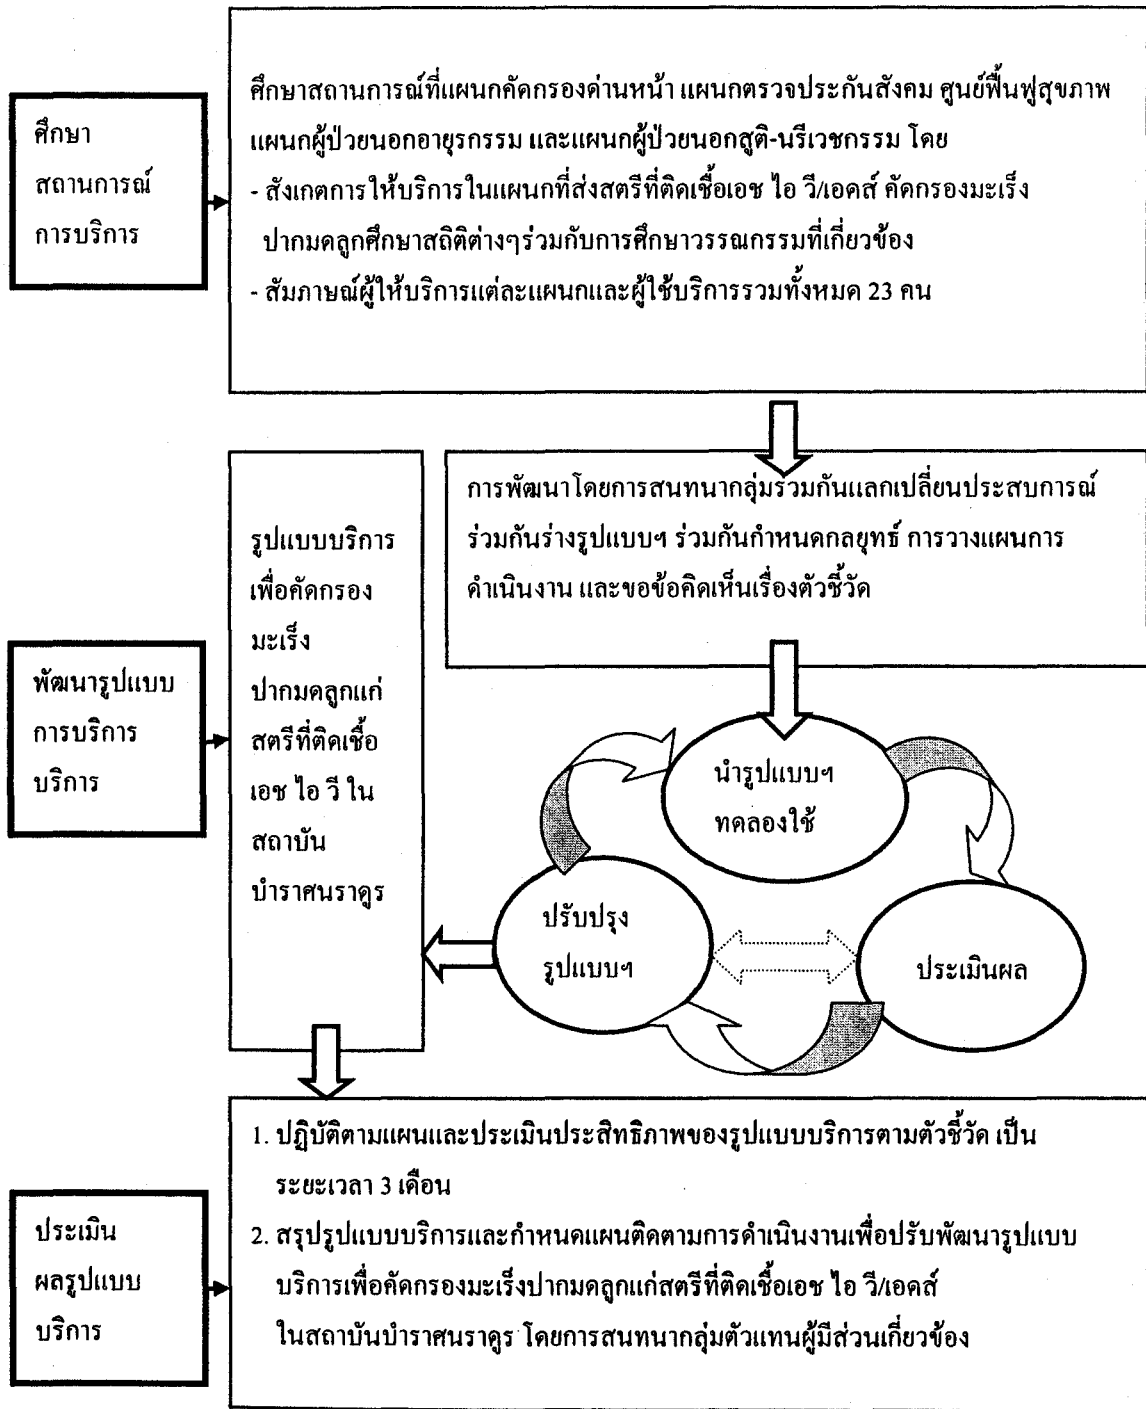 ศึกษา
สถานการณ์
การบริการ
ศึกษาสถานการณ์ที่แผนกคัดกรองด่านหน้า แผนกตรวจประกันสังคม ศูนย์ฟื้นฟูสุขภาพ
แผนกผู้ป่วยนอกอายุรกรรม และแผนกผู้ป่วยนอกสูติ-นรีเวชกรรม โดย
- สังเกตการให้บริการในแผนกที่ส่งสตรีที่ติดเชื้อเอช ไอ วี/เอดส์ คัดกรองมะเร็ง
ปากมดลูกศึกษาสถิติต่างๆร่วมกับการศึกษาวรรณกรรมที่เกี่ยวข้อง
- สัมภาษณ์ผู้ให้บริการแต่ละแผนกและผู้ใช้บริการรวมทั้งหมด 23 คน
พัฒนารูปแบบ
การบริการ
บริการ
รูปแบบบริการ
เพื่อคัดกรอง
มะเร็ง
ปากมดลูกแก่
สตรีที่ติดเชื้อ
เอช ไอ วี ใน
สถาบัน
บำราศนราดูร
การพัฒนาโดยการสนทนากลุ่มร่วมกันแลกเปลี่ยนประสบการณ์
ร่วมกันร่างรูปแบบฯ ร่วมกันกำหนดกลยุทธ์ การวางแผนการ
ดำเนินงาน และขอข้อคิดเห็นเรื่องตัวชี้วัด
นำรูปแบบฯ
ทดลองใช้
ปรับปรุง
รูปแบบฯ
ประเมินผล
ประเมิน
ผลรูปแบบ
บริการ
1. ปฏิบัติตามแผนและประเมินประสิทธิภาพของรูปแบบบริการตามตัวชี้วัด เป็น
ระยะเวลา 3 เดือน
2. สรุปรูปแบบบริการและกำหนดแผนติดตามการดำเนินงานเพื่อปรับพัฒนารูปแบบ
บริการเพื่อคัดกรองมะเร็งปากมดลูกแก่สตรีที่ติดเชื้อเอช ไอ วี/เอดส์
ในสถาบันบำราศนราดูร โดยการสนทนากลุ่มตัวแทนผู้มีส่วนเกี่ยวข้อง